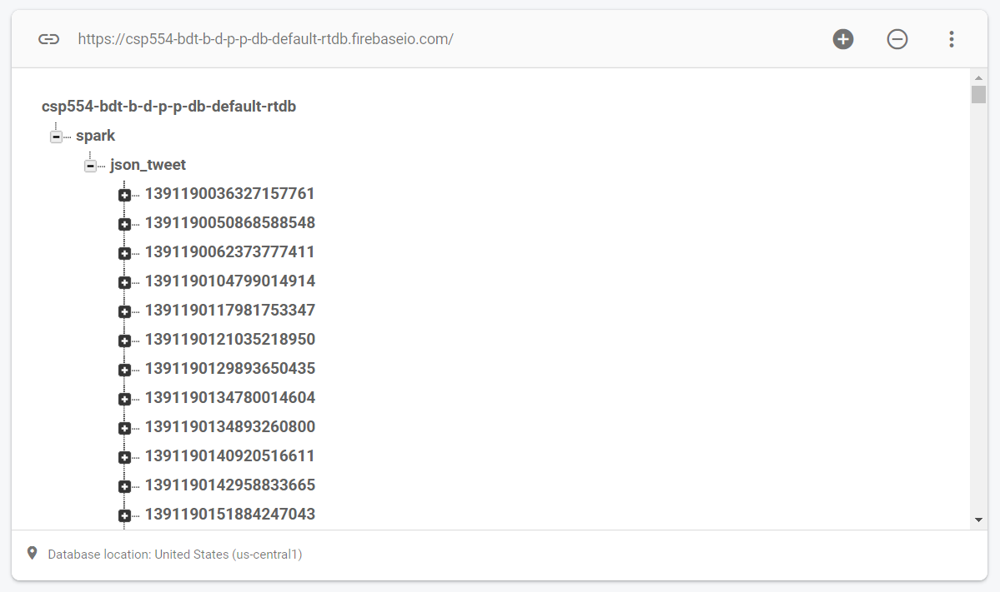 https://csp554-bdt-b-d-p-p-db-default-rtdb.firebaseio.com/
csp554-bdt-b-d-p-p-db-default-rtdb
spark
json_tweet
1391190036327157761
1391190050868588548
1391190062373777411
1391190104799014914
1391190117981753347
1391190121035218950
1391190129893650435
1391190134780014604
1391190134893260800
1391190140920516611
1391190142958833665
1391190151884247043
Database location: United States (us-central1)